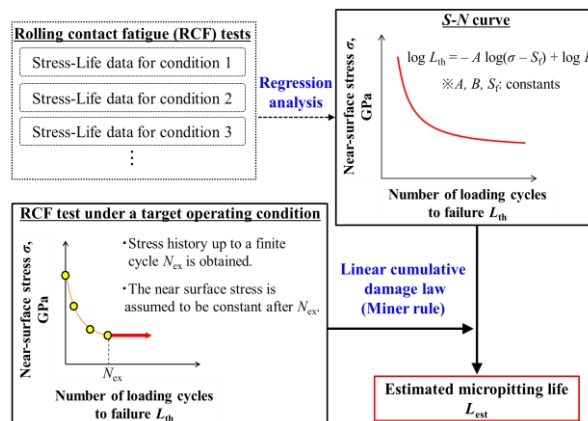 Rolling contact fatigue (RCF) tests
Stress-Life data for condition 1
Stress-Life data for condition 2
Stress-Life data for condition 3
⋮
Regression
analysis
S-N curve
log Lth = – A log(σ – Sf) + log
※A, B, Sf: constants
Near-surface stress σ,
GPa
Number of loading cycles
to failure Lth
RCF test under a target operating condition
・Stress history up to a finite
cycle Nex is obtained.
・The near surface stress is
assumed to be constant after Nex.
Near-surface stress σ,
GPa
Nex
Number of loading cycles
to failure Lth
Linear cumulative
damage law
(Miner rule)
Estimated micropitting life
Lest